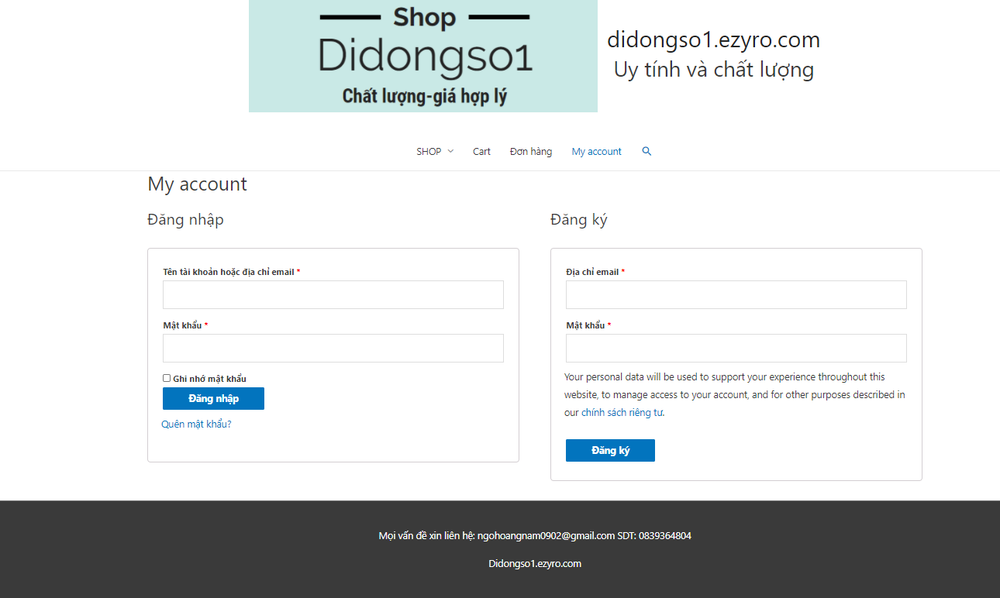 Shop
Didongso1
Chất lượng-giá hợp lý
didongso1.ezyro.com
Uy tính và chất lượng
SHOP Cart Đơn hàng My account
My account
Đăng nhập
Tên tài khoản hoặc địa chỉ email *
Mật khẩu *
Ghi nhớ mật khẩu
Đăng nhập
Quên mật khẩu?
Đăng ký
Địa chỉ email *
Mật khẩu *
Your personal data will be used to support your experience throughout this
website, to manage access to your account, and for other purposes described in
our chính sách riêng tư.
Đăng ký
Mọi vấn đề xin liên hệ: ngohoangnam0902@gmail.com SDT: 0839364804
Didongso1.ezyro.com